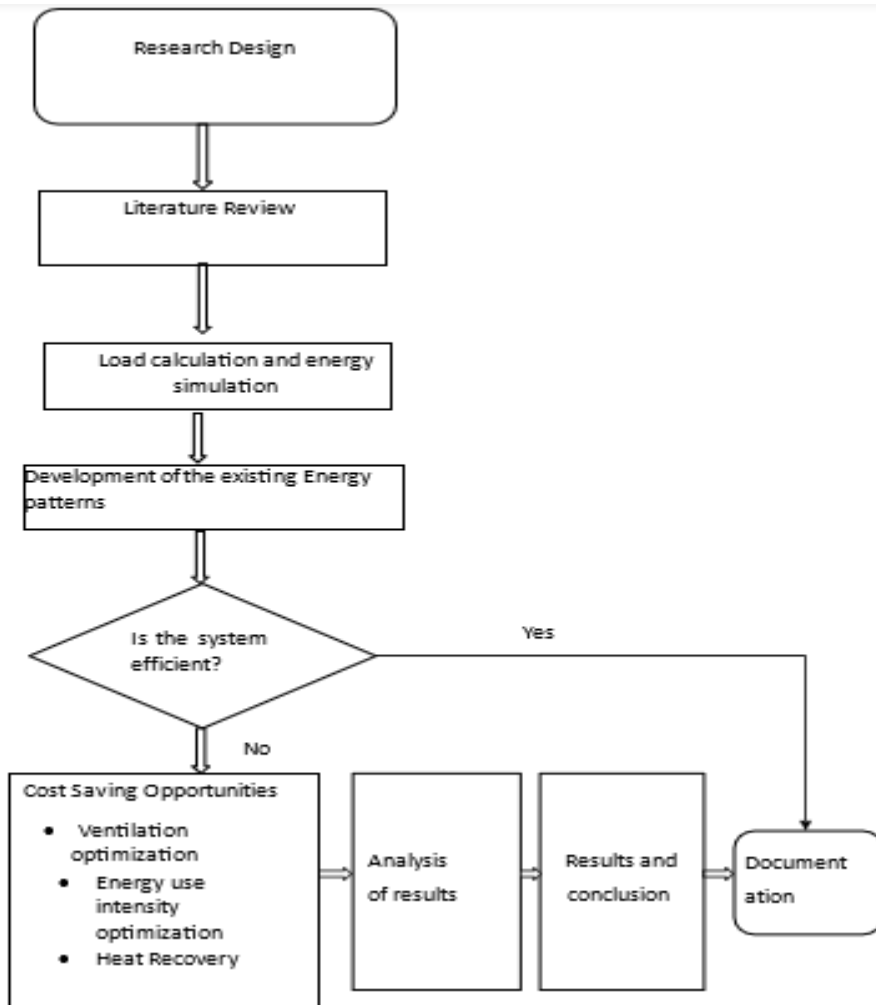 Research Design
Literature Review
Load calculation and energy
simulation
Development of the existing Energy
patterns
Is the system
efficient?
Yes
No
Cost Saving Opportunities
• Ventilation
optimization
• Energy use
intensity
optimization
• Heat Recovery
Analysis
of results
Results and
conclusion
Document
ation